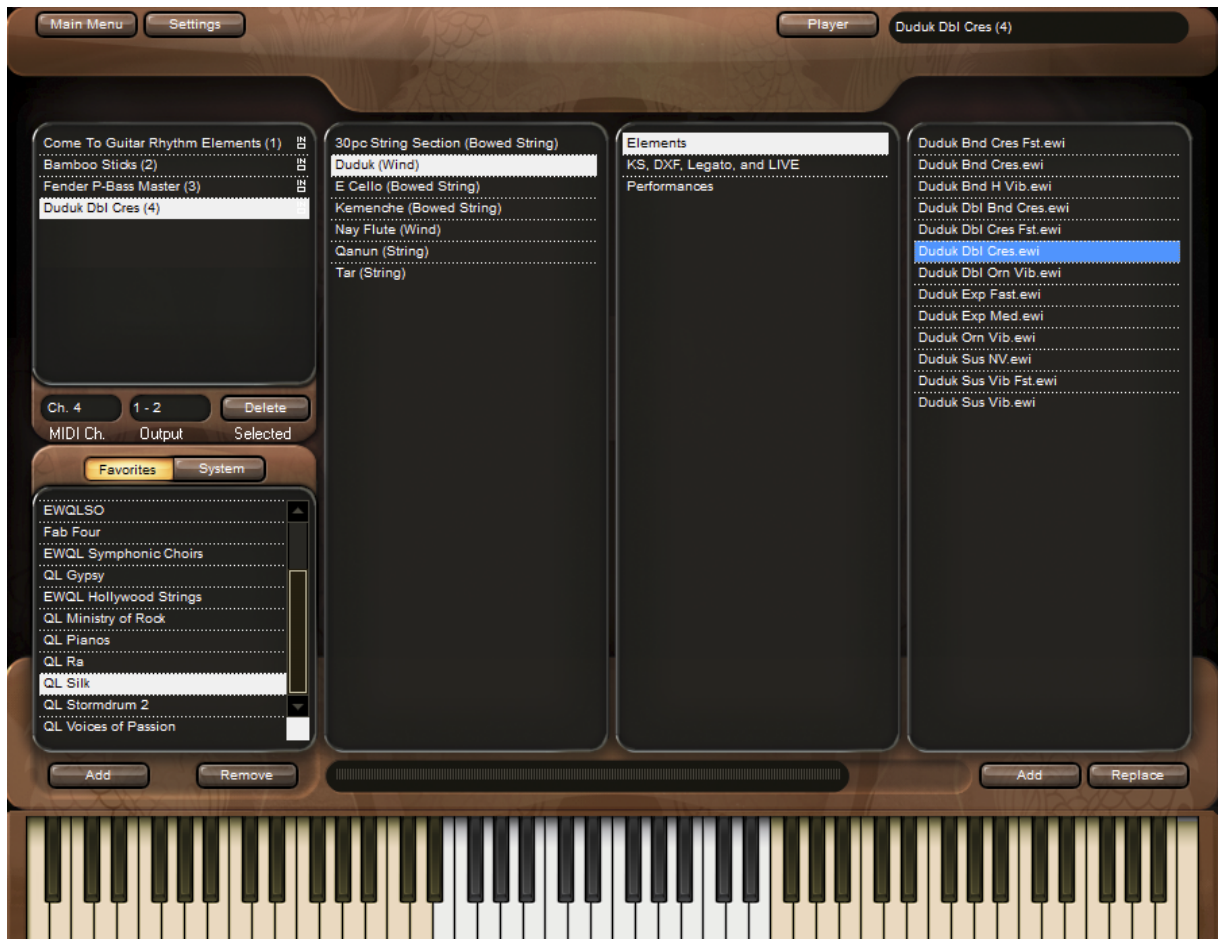 Main Menu
Settings
Player
Duduk Dbl Cres (4)
Come To Guitar Rhythm Elements (1)
Bamboo Sticks (2)
Fender P-Bass Master (3)
Duduk Dbl Cres (4)
Ch. 4
1 - 2
Delete
MIDI Ch.
Output
Selected
Favorites
System
EWQLSO
Fab Four
EWQL Symphonic Choirs
QL Gypsy
EWQL Hollywood Strings
QL Ministry of Rock
QL Pianos
QL Ra
QL Silk
QL Stormdrum 2
QL Voices of Passion
Add
Remove
30pc String Section (Bowed String)
Duduk (Wind)
E Cello (Bowed String)
Kemenche (Bowed String)
Nay Flute (Wind)
Qanun (String)
Tar (String)
Elements
KS, DXF, Legato, and LIVE
Performances
Duduk Bnd Cres Fst.ewi
Duduk Bnd Cres.ewi
Duduk Bnd H Vib.ewi
Duduk Dbl Bnd Cres.ewi
Duduk Dbl Cres Fst.ewi
Duduk Dbl Cres.ewi
Duduk Dbl Orn Vib.ewi
Duduk Exp Fast.ewi
Duduk Exp Med.ewi
Duduk Orn Vib.ewi
Duduk Sus NV.ewi
Duduk Sus Vib Fst.ewi
Duduk Sus Vib.ewi
Add
Replace